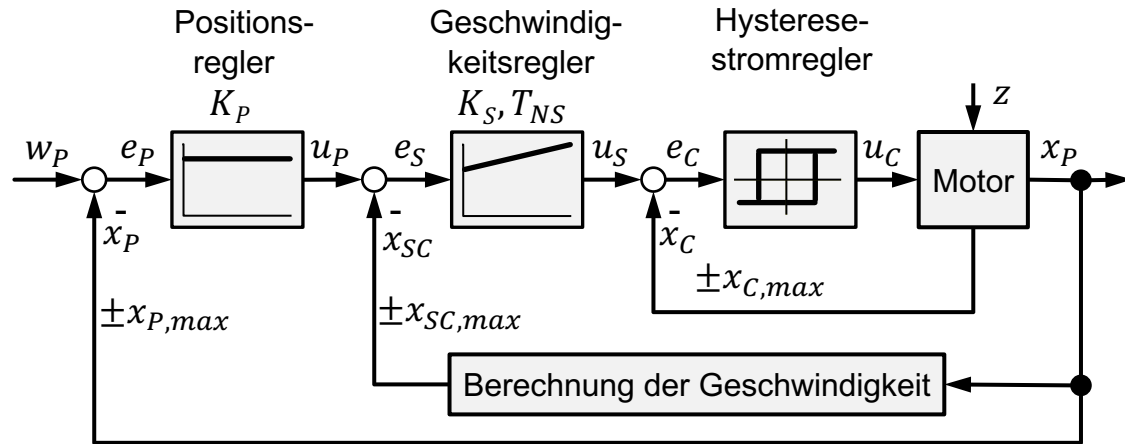 Positions-
regler
K_P
Geschwindig-
keitsregler
K_S, T_NS
Hysterese-
stromregler
z
w_P
e_P
u_P
e_S
u_S
e_C
u_C
Motor
x_P
-
x_P
-
x_SC
-
x_C
±x_C,max
±x_P,max
±x_SC,max
Berechnung der Geschwindigkeit